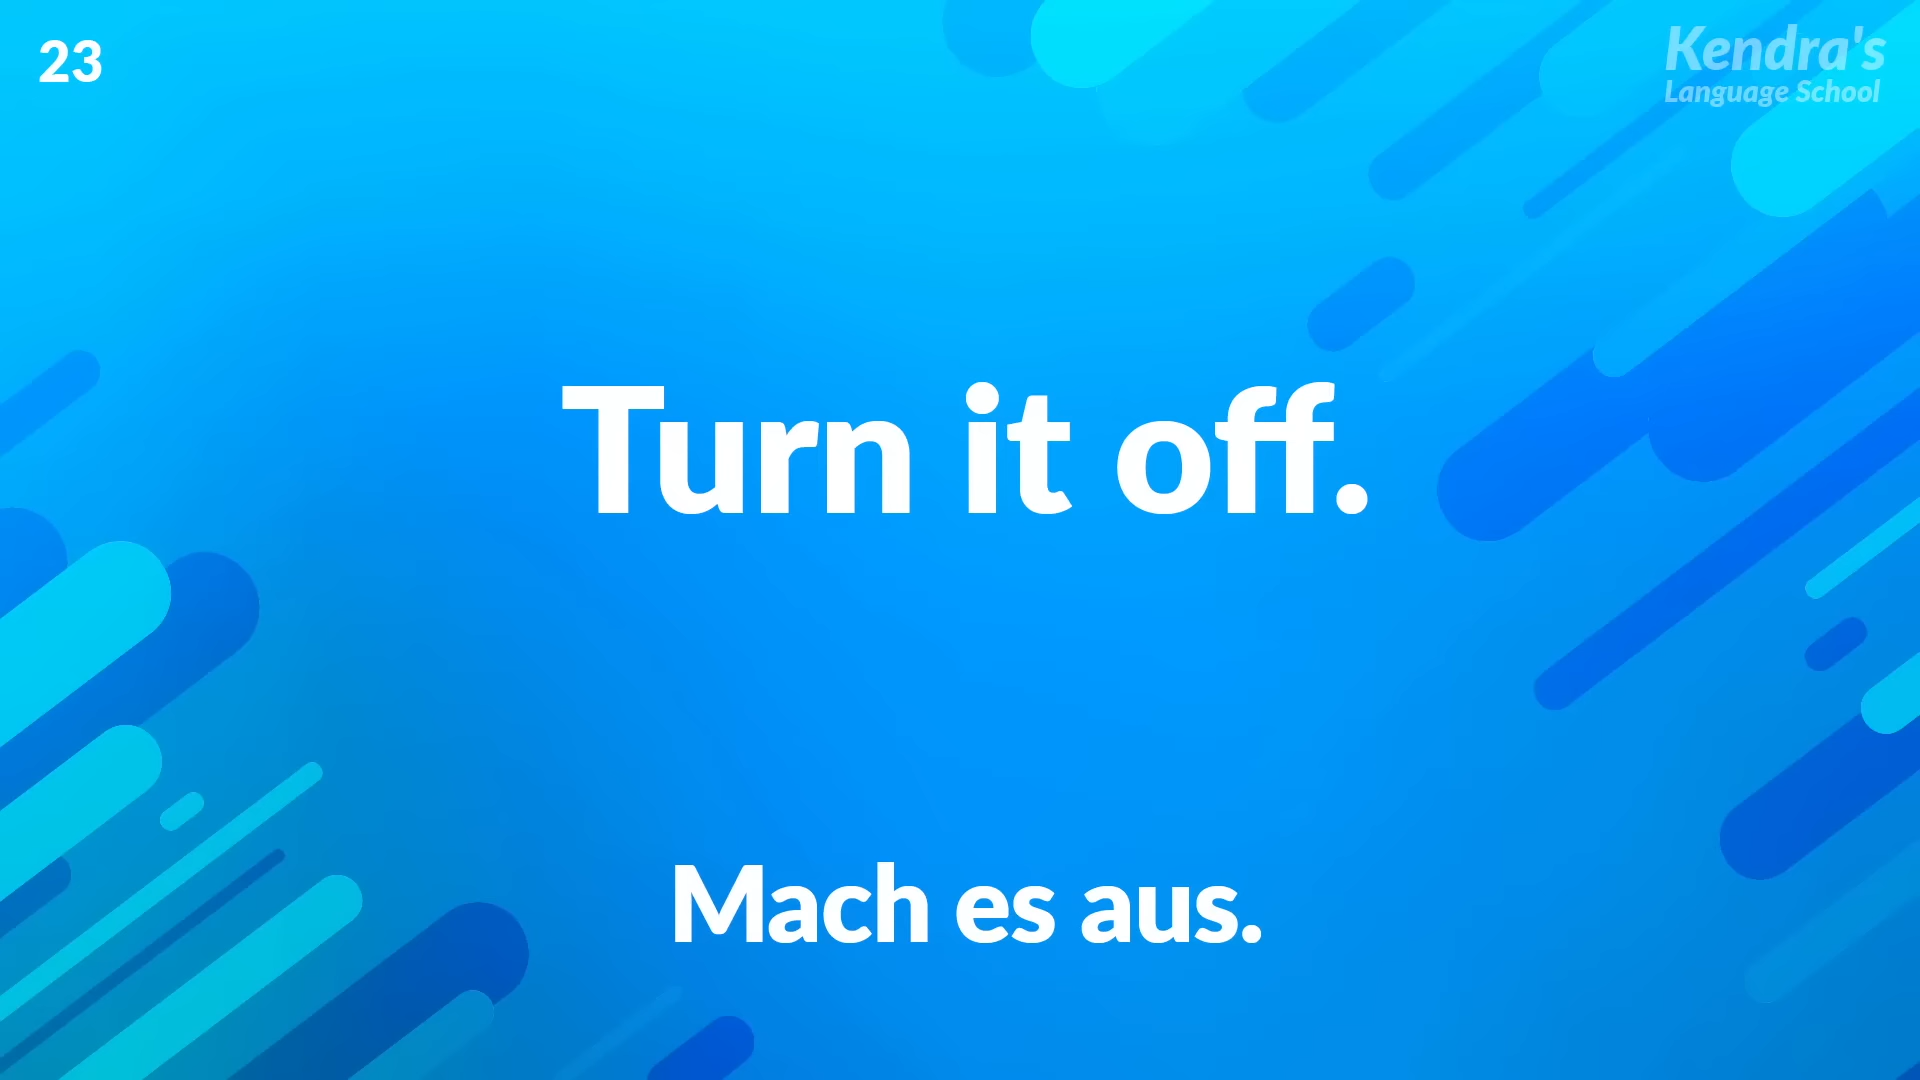 23
Kendra's
Language School
Turn it off.
Mach es aus.